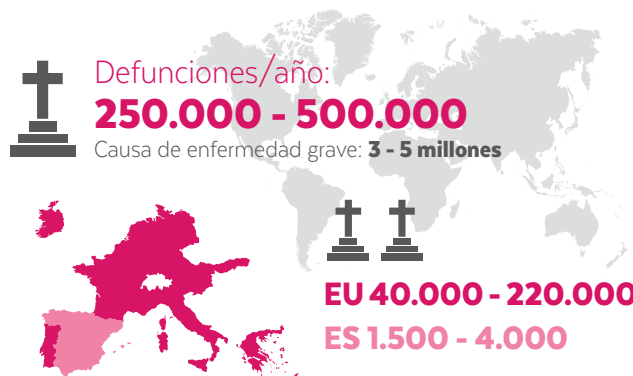 Defunciones/año:
250.000 - 500.000
Causa de enfermedad grave: 3 - 5 millones
EU 40.000 - 220.000
ES 1.500 - 4.000